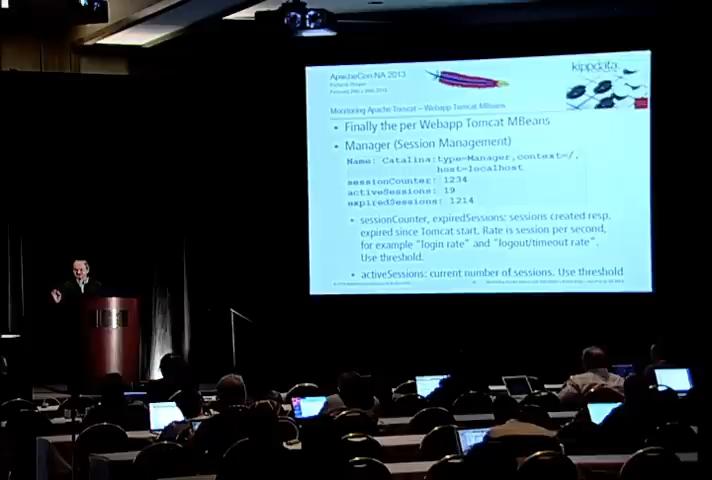 ApacheCon NA 2013
kippdata
Monitoring Apache Tomcat – Webapp Tomcat MBeans
• Finally the per Webapp Tomcat MBeans
• Manager (Session Management)
Name: Catalina:type=Manager,context=/,
host=localhost
sessionCounter: 1234
activeSessions: 19
expiredSessions: 1214
• sessionCounter, expiredSessions: sessions created resp.
expired since Tomcat start. Rate is session per second,
for example "login rate" and "logout/timeout rate".
Use threshold.
• activeSessions: current number of sessions. Use threshold